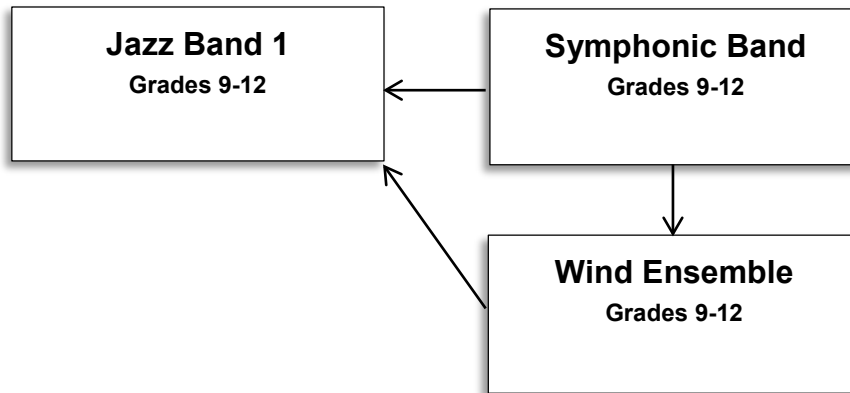 Jazz Band 1
Grades 9-12
Symphonic Band
Grades 9-12
Wind Ensemble
Grades 9-12